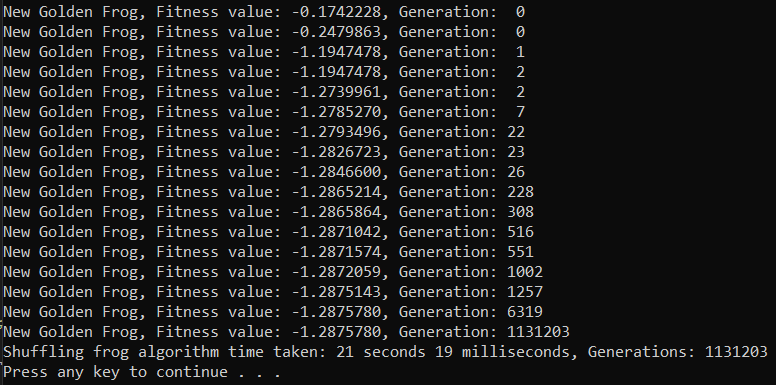 New Golden Frog, Fitness value: -0.1742228, Generation:  0
New Golden Frog, Fitness value: -0.2479863, Generation:  0
New Golden Frog, Fitness value: -1.1947478, Generation:  1
New Golden Frog, Fitness value: -1.1947478, Generation:  2
New Golden Frog, Fitness value: -1.2739961, Generation:  2
New Golden Frog, Fitness value: -1.2785270, Generation:  7
New Golden Frog, Fitness value: -1.2793496, Generation: 22
New Golden Frog, Fitness value: -1.2826723, Generation: 23
New Golden Frog, Fitness value: -1.2846600, Generation: 26
New Golden Frog, Fitness value: -1.2865214, Generation: 228
New Golden Frog, Fitness value: -1.2865864, Generation: 308
New Golden Frog, Fitness value: -1.2871042, Generation: 516
New Golden Frog, Fitness value: -1.2871574, Generation: 551
New Golden Frog, Fitness value: -1.2872059, Generation: 1002
New Golden Frog, Fitness value: -1.2875143, Generation: 1257
New Golden Frog, Fitness value: -1.2875780, Generation: 6319
New Golden Frog, Fitness value: -1.2875780, Generation: 1131203
Shuffling frog algorithm time taken: 21 seconds 19 milliseconds, Generations: 1131203
Press any key to continue . . .